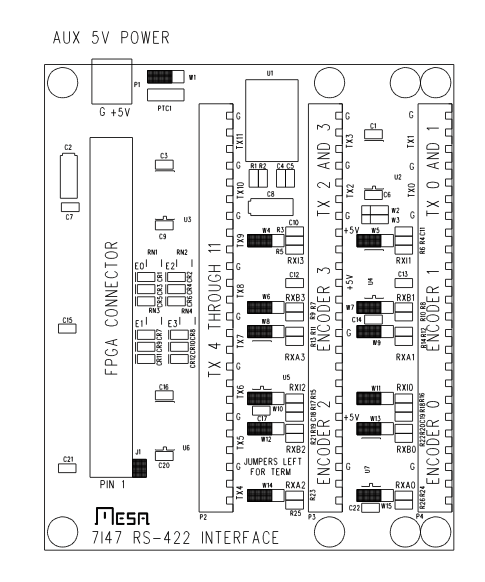 AUX 5V POWER
P1
W1
G +5V
PTC1
U1
C2
C7
C3
C9
U3
RN1 RN2
E0 E2
CR1 CR2
CR3 CR4
CR5 CR6
RN3 RN4
E1 E3
CR7 CR8
CR9 CR10
CR11 CR12
C15
C16
C21
C20
U6
J1
FPGA CONNECTOR
PIN 1
TX 4 THROUGH 11
P2
G
TX11
G
TX10
G
TX9
G
TX8
G
TX7
G
TX6
G
TX5
G
TX4
R1 R2 C4 C5
C8
C10
W4 R3
R5
RXI3
C12
W6 RXB3
R9 R7
W8
R13 R11
RXA3
U5
RXI2
R15
R17
C17 W10
C18
R19
R21
W12
RXB2
JUMPERS LEFT
FOR TERM
W14 RXA2
R23
R25
TX 2 AND 3
ENCODER 3
ENCODER 2
P3
G
TX3
G
TX2
G
+5V
+5V
G
G
+5V
G
C1
U2
C6
W2
W3
W5
C11
R4
R6
RXI1
U4
C13
W7 RXB1
R10 R8
C14
W9
R14 R12
RXA1
W11 RXI0
R16
R18
W13
C19
R20
R22
RXB0
U7
RXA0
C22 W15
R26 R24
G
TX1
G
TX0
G
G
TX 0 AND 1
ENCODER 1
ENCODER 0
P4
MESA
7I47 RS-422 INTERFACE